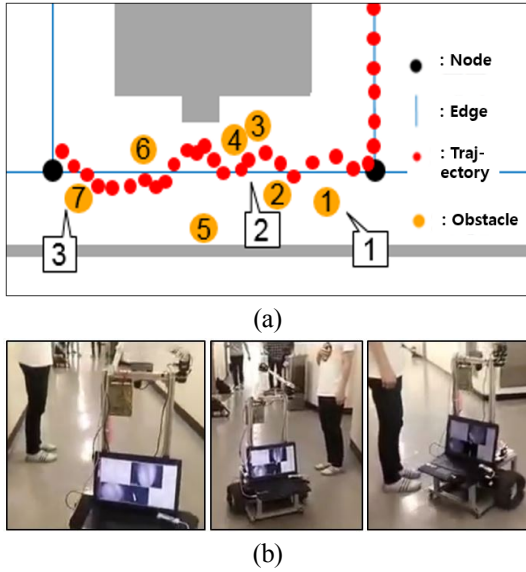 : Node
: Edge
: Traj-
ectory
: Obstacle
3
4
6
7
2
1
5
2
1
3
(a)
(b)